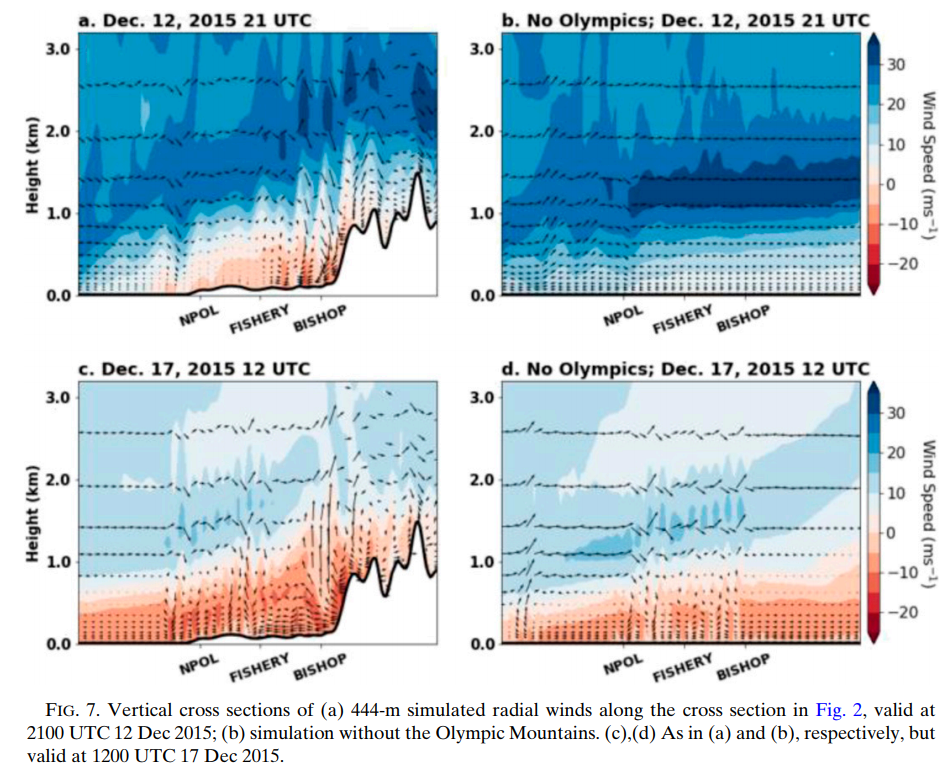 a. Dec. 12, 2015 21 UTC
b. No Olympics; Dec. 12, 2015 21 UTC
Height (km)
3.0
2.0
1.0
0.0
NPOL
FISHERY
BISHOP
3.0
2.0
1.0
0.0
NPOL
FISHERY
BISHOP
30
20
10
0
−10
−20
Wind Speed (ms⁻¹)
c. Dec. 17, 2015 12 UTC
d. No Olympics; Dec. 17, 2015 12 UTC
Height (km)
3.0
2.0
1.0
0.0
NPOL
FISHERY
BISHOP
3.0
2.0
1.0
0.0
NPOL
FISHERY
BISHOP
30
20
10
0
−10
−20
Wind Speed (ms⁻¹)
FIG. 7. Vertical cross sections of (a) 444-m simulated radial winds along the cross section in Fig. 2, valid at
2100 UTC 12 Dec 2015; (b) simulation without the Olympic Mountains. (c),(d) As in (a) and (b), respectively, but
valid at 1200 UTC 17 Dec 2015.